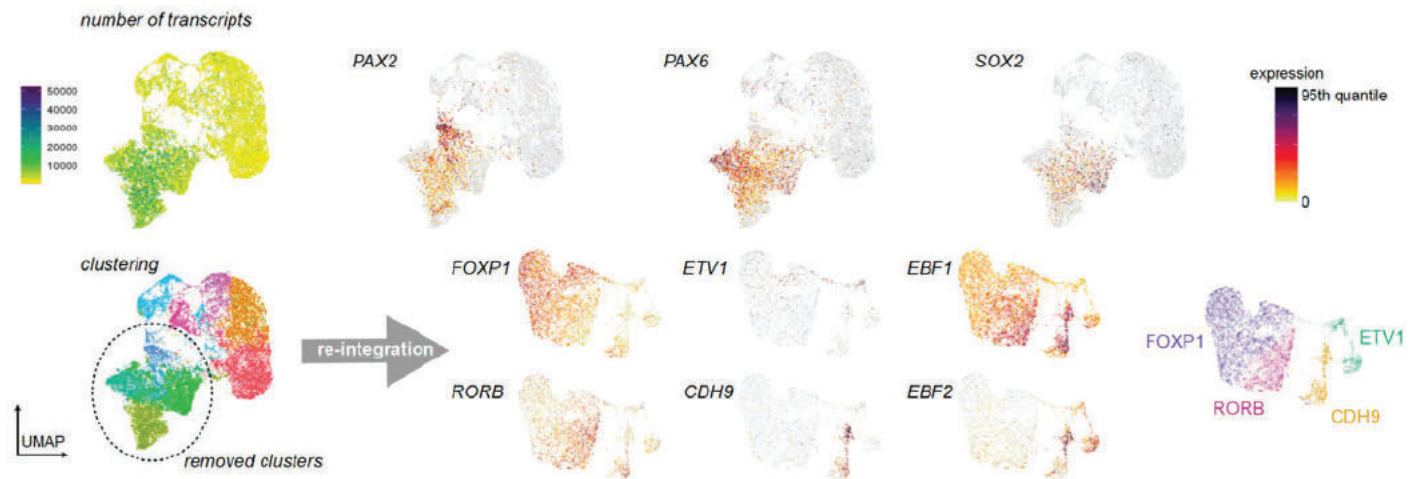 number of transcripts
50000
40000
30000
20000
10000
PAX2
PAX6
SOX2
expression
95th quantile
0
clustering
UMAP
removed clusters
re-integration
FOXP1
ETV1
EBF1
RORB
CDH9
EBF2
FOXP1
ETV1
RORB
CDH9